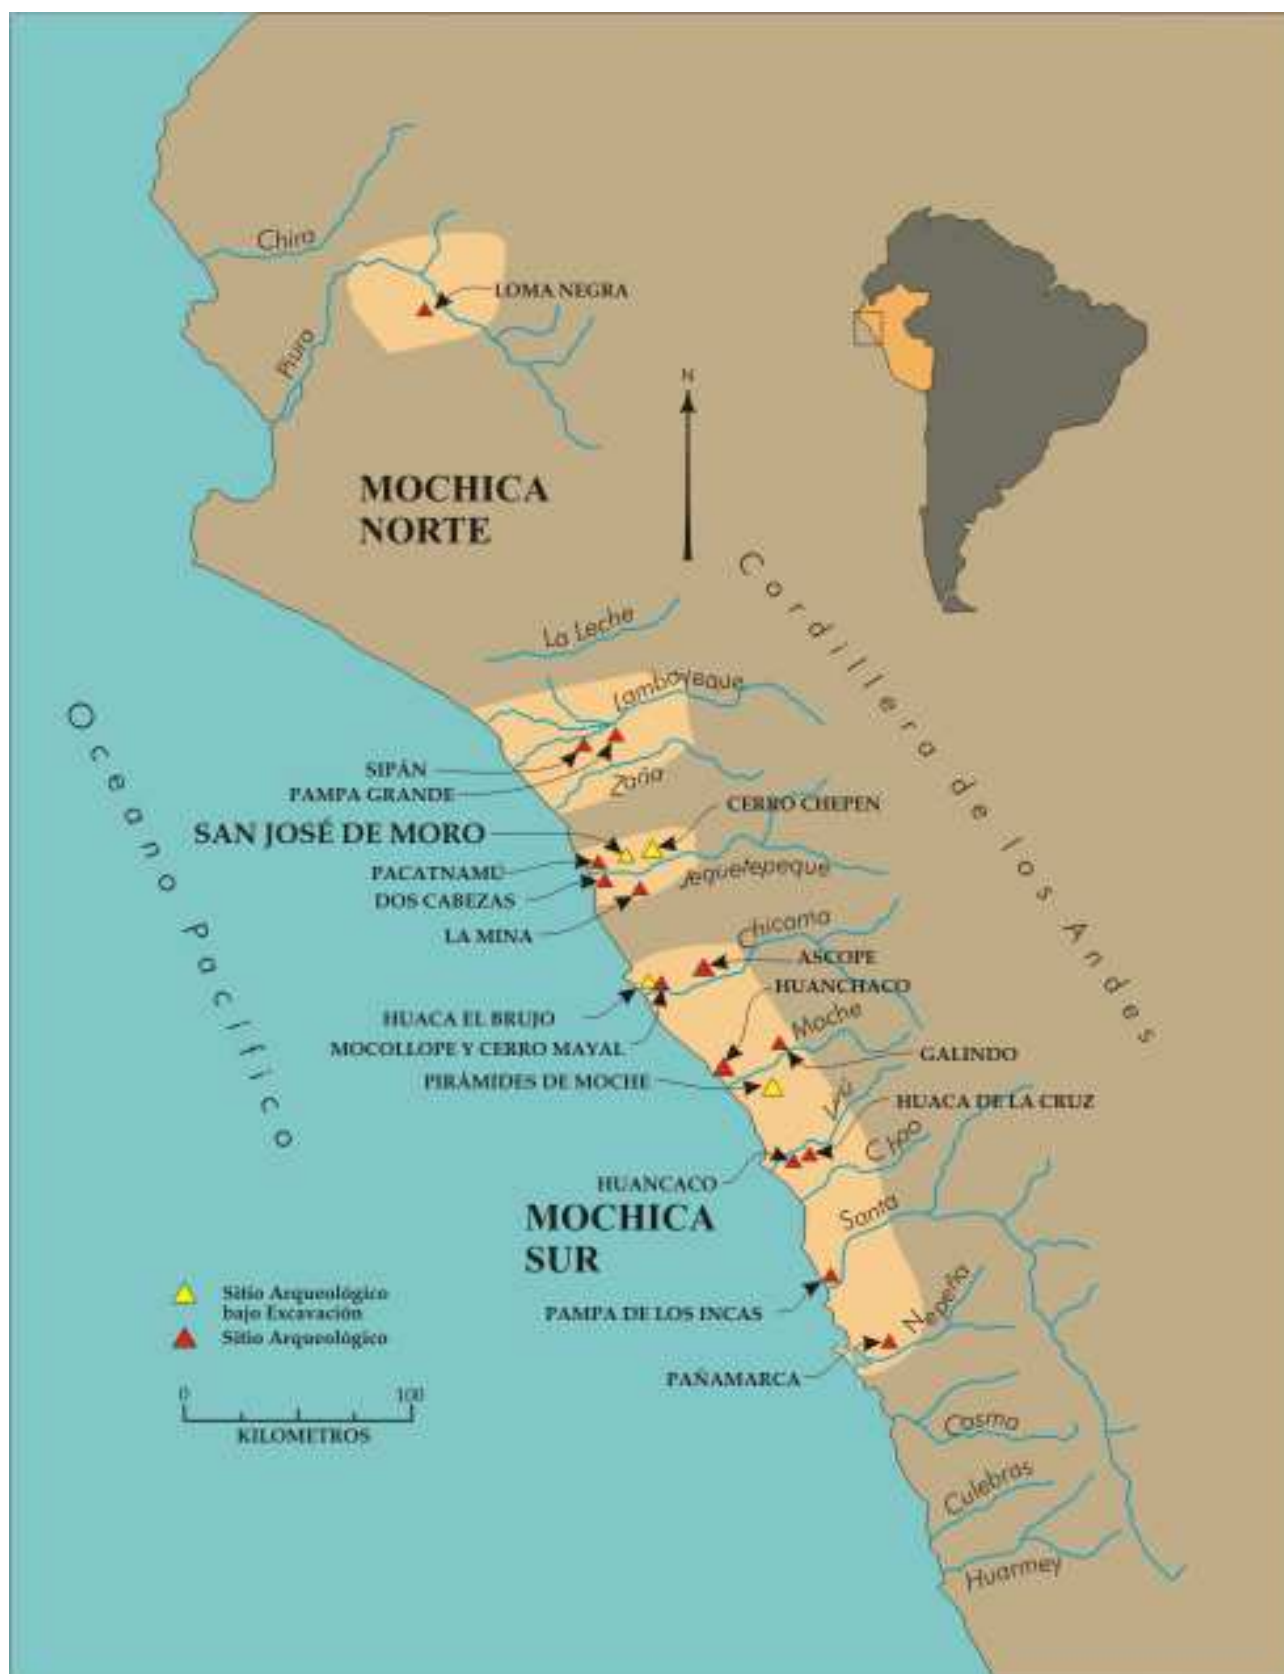 Chira
LOMA NEGRA
Piura
N
MOCHICA
NORTE
Cordillera de los Andes
La Leche
Lambayeque
Oceano Pacífico
SIPÁN
Zaña
PAMPA GRANDE
CERRO CHEPEN
SAN JOSÉ DE MORO
PACATNAMÚ
Jequetepeque
DOS CABEZAS
Chicama
LA MINA
ASCOPE
HUANCHACO
HUACA EL BRUJO
Moche
MOCOLLOPE Y CERRO MAYAL
GALINDO
PIRÁMIDES DE MOCHE
Virú
HUACA DE LA CRUZ
Chao
HUANCACO
Santa
MOCHICA
SUR
Sitio Arqueológico
bajo Excavación
Nepeña
PAMPA DE LOS INCAS
Sitio Arqueológico
PAÑAMARCA
0 100
KILOMETROS
Casma
Culebras
Huarmey